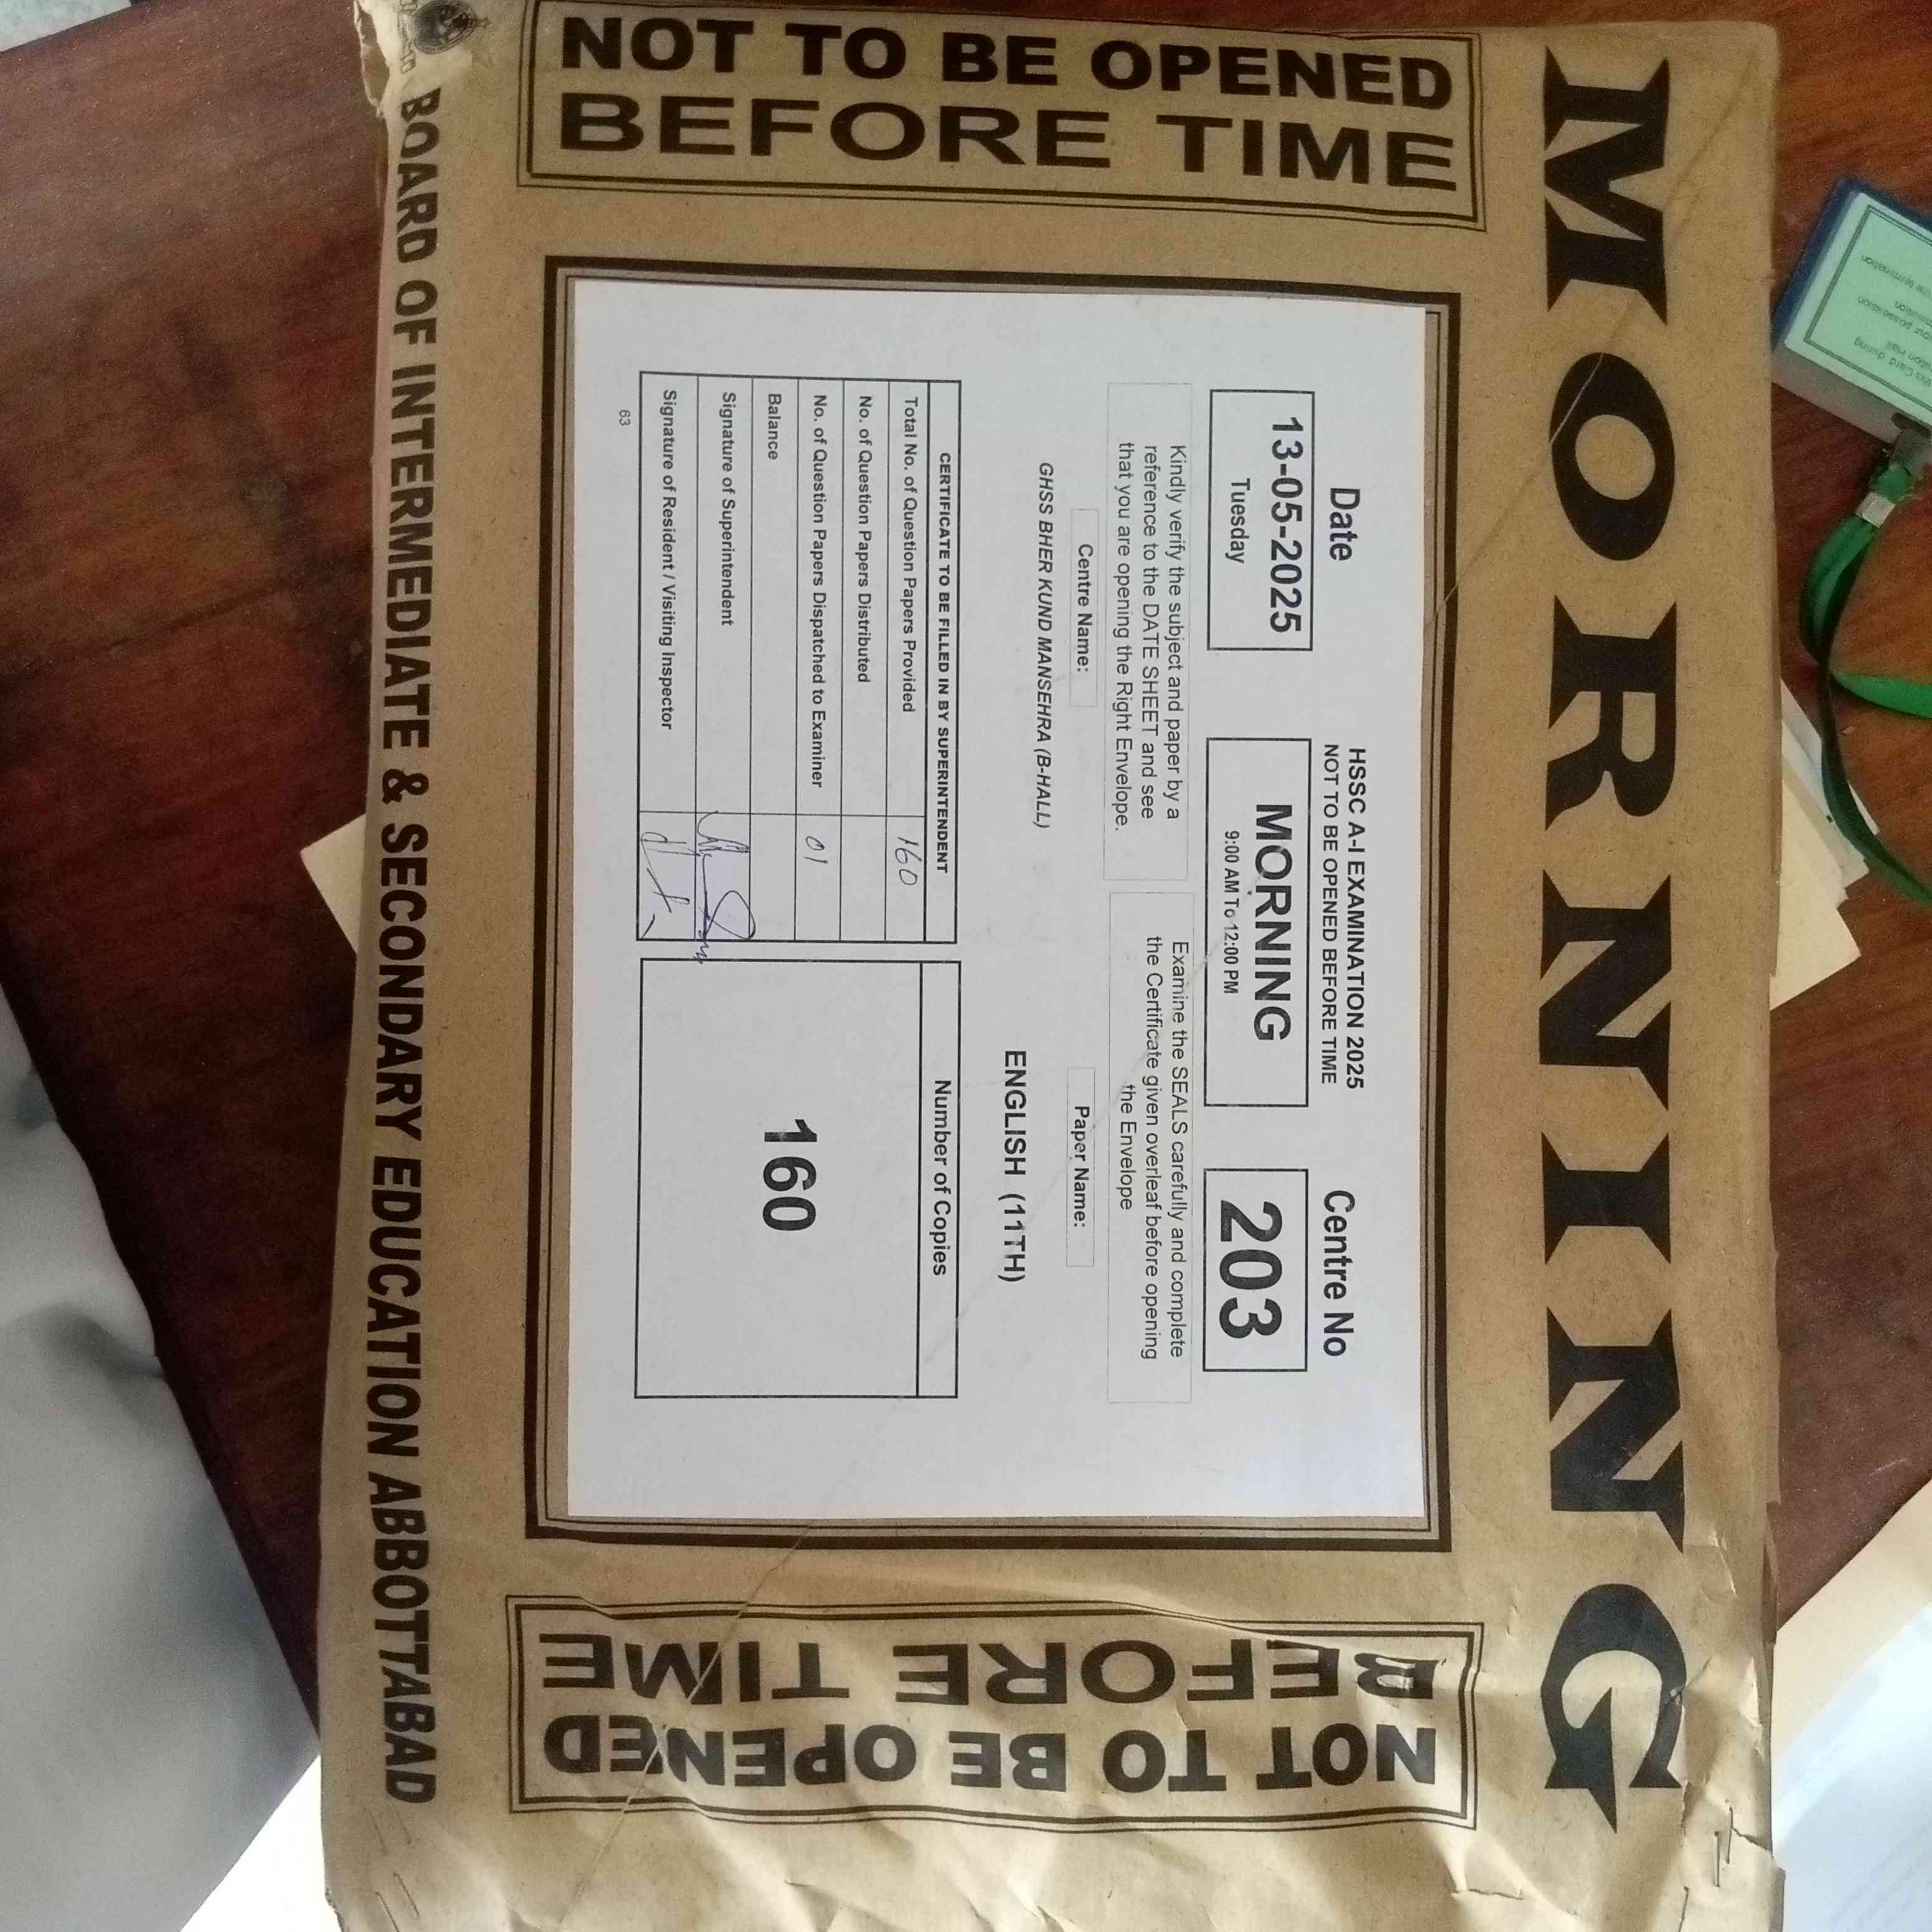 MORNING
NOT TO BE OPENED
BEFORE TIME
Date
13-05-2025
Tuesday
HSSC A-I EXAMINATION 2025
NOT TO BE OPENED BEFORE TIME
MORNING
9:00 AM To 12:00 PM
Centre No
203
Kindly verify the subject and paper by a
reference to the DATE SHEET and see
that you are opening the Right Envelope.
Examine the SEALS carefully and complete
the Certificate given overleaf before opening
the Envelope
Centre Name:
GHSS BHER KUND MANSEHRA (B-HALL)
Paper Name:
ENGLISH (11TH)
CERTIFICATE TO BE FILLED IN BY SUPERINTENDENT
Total No. of Question Papers Provided 160
No. of Question Papers Distributed
No. of Question Papers Dispatched to Examiner 01
Balance
Signature of Superintendent
Signature of Resident / Visiting Inspector
Number of Copies
160
63
NOT TO BE OPENED
BEFORE TIME
BOARD OF INTERMEDIATE & SECONDARY EDUCATION ABBOTTABAD
Card during
possession
termination